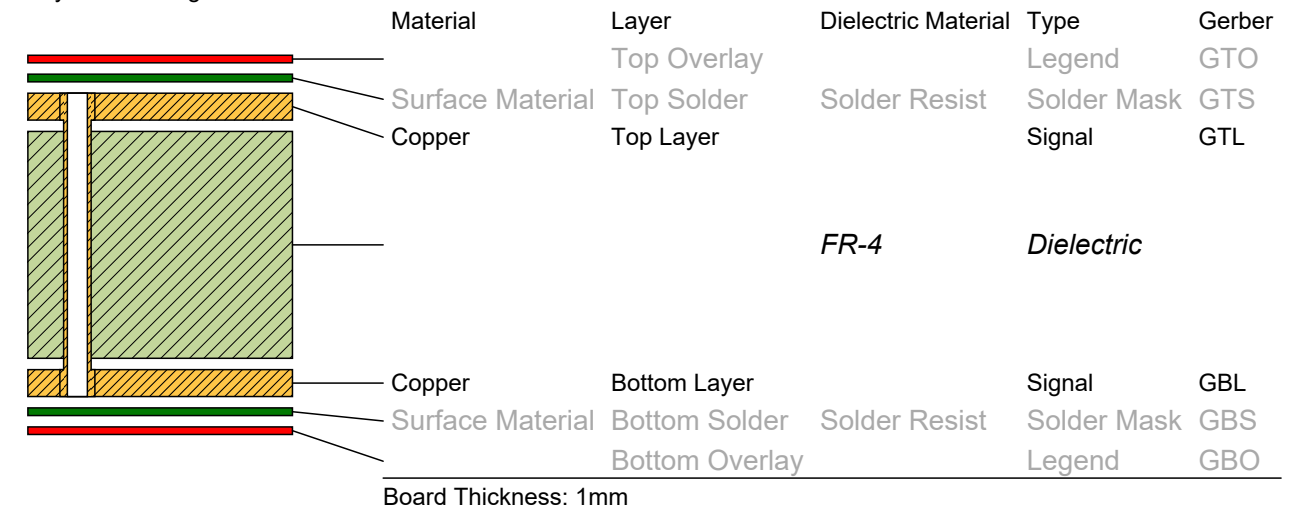 Material Layer Dielectric Material Type Gerber
Top Overlay Legend GTO
Surface Material Top Solder Solder Resist Solder Mask GTS
Copper Top Layer Signal GTL
FR-4 Dielectric
Copper Bottom Layer Signal GBL
Surface Material Bottom Solder Solder Resist Solder Mask GBS
Bottom Overlay Legend GBO
Board Thickness: 1mm